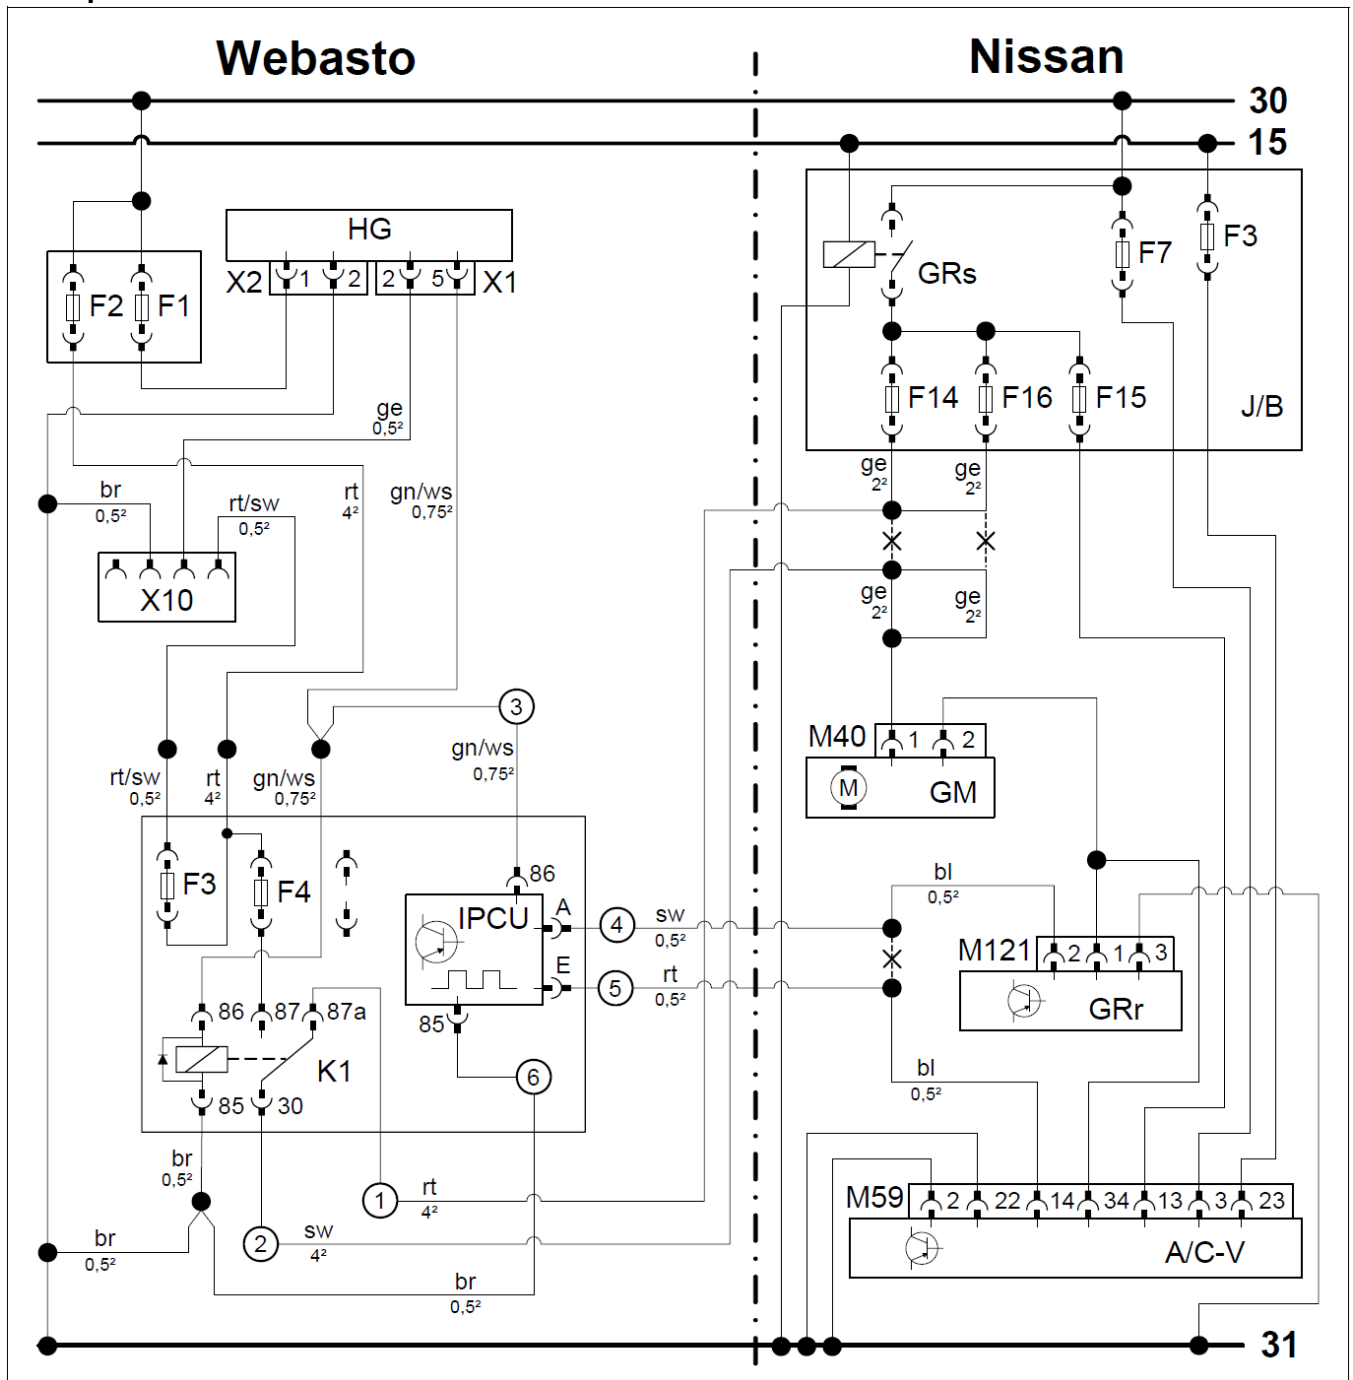 Webasto
Nissan
30
15
HG
X2 1 2 2 5 X1
F2 F1
GRs
F7
F3
F14 F16 F15
J/B
ge
0,5²
br
0,5²
rt/sw
0,5²
rt
4²
gn/ws
0,75²
ge
2²
ge
2²
X10
ge
2²
ge
2²
3
rt/sw
0,5²
rt
4²
gn/ws
0,75²
gn/ws
0,75²
M40 1 2
M
GM
F3 F4
86
IPCU
A
E
85
4
sw
0,5²
5
rt
0,5²
bl
0,5²
M121 2 1 3
GRr
86 87 87a
K1
85 30
6
bl
0,5²
br
0,5²
1
rt
4²
2
sw
4²
br
0,5²
br
0,5²
M59 2 22 14 34 13 3 23
A/C-V
31